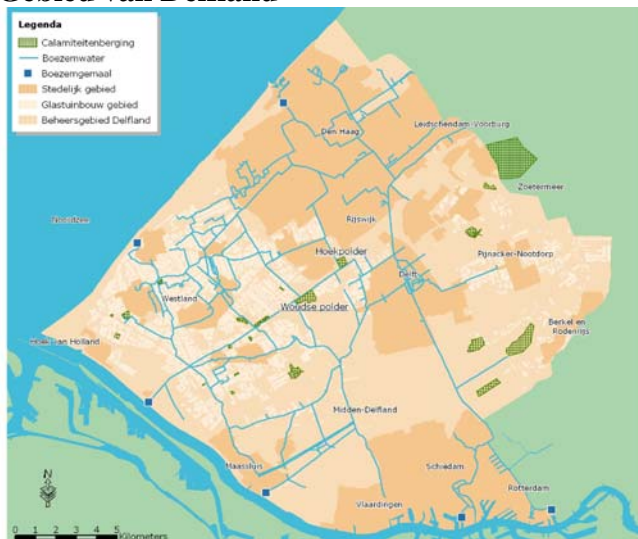 Gebied van Delfland
Legenda
Calamiteitenberging
Boezemwater
Boezemgemaal
Stedelijk gebied
Glastuinbouw gebied
Beheersgebied Delfland
Den Haag
Leidschendam-Voorburg
Zoetermeer
Noordzee
Rijswijk
Hoekpolder
Pijnacker-Nootdorp
Delft
Westland
Woudse polder
Berkel en
Rodenrijs
Hoek van Holland
Midden-Delfland
Maassluis
Schiedam
Rotterdam
Vlaardingen
N
0 1 2 3 4 5
Kilometers